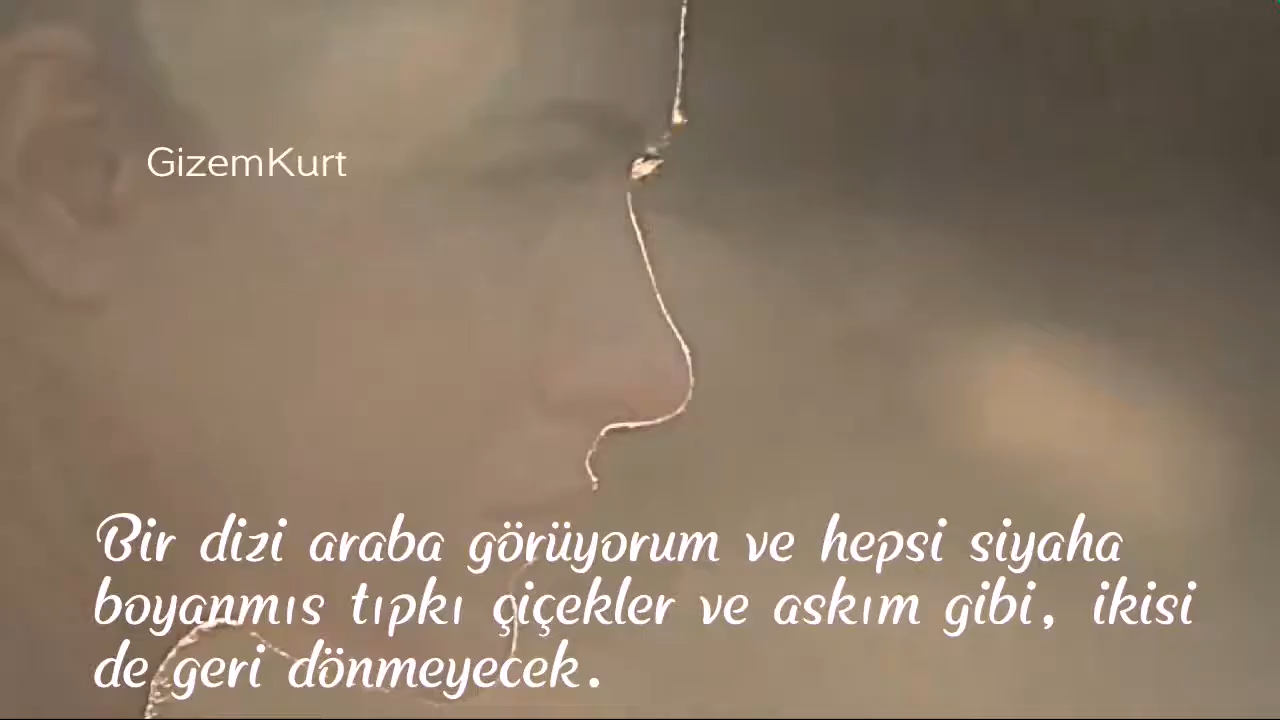 GizemKurt
Bir dizi araba görüyorum ve hepsi siyaha
boyanmıs tıpkı çiçekler ve askım gibi, ikisi
de geri dönmeyecek.